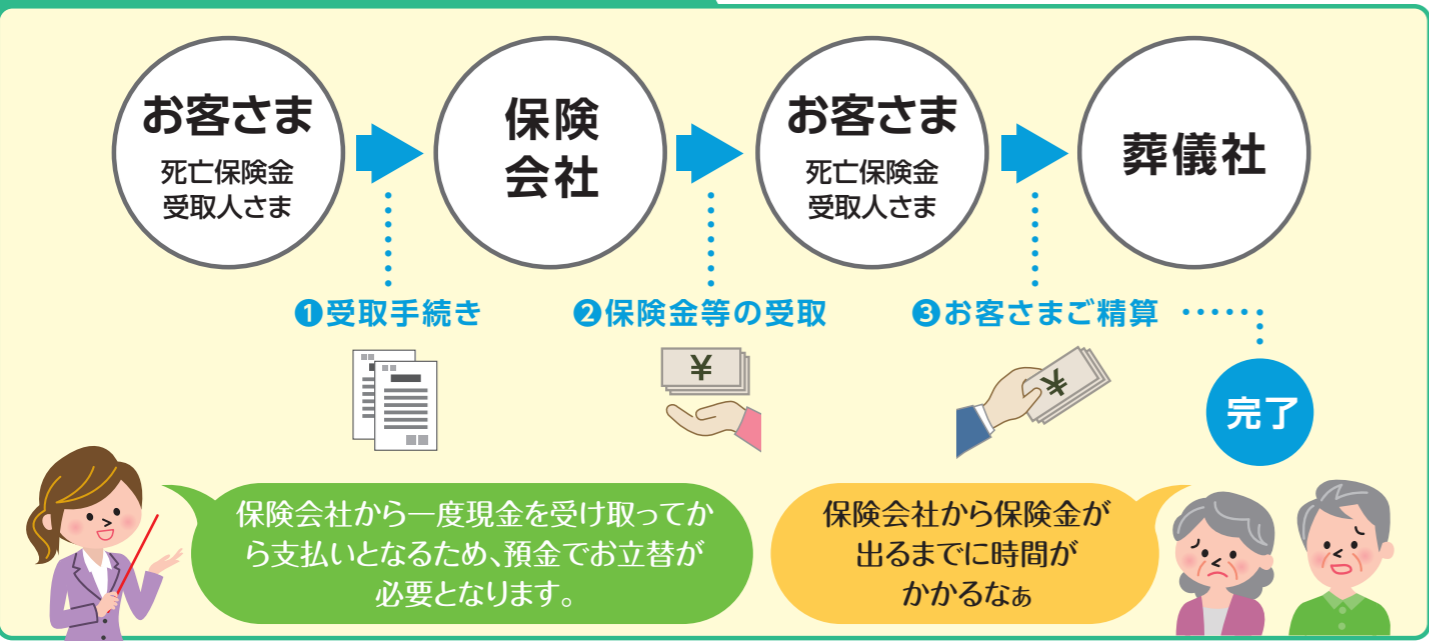 お客さま
死亡保険金
受取人さま
保険
会社
お客さま
死亡保険金
受取人さま
葬儀社
❶受取手続き
❷保険金等の受取
❸お客さまご精算
¥
¥
完了
保険会社から一度現金を受け取ってか
ら支払いとなるため、預金でお立替が
必要となります。
保険会社から保険金が
出るまでに時間が
かかるなぁ